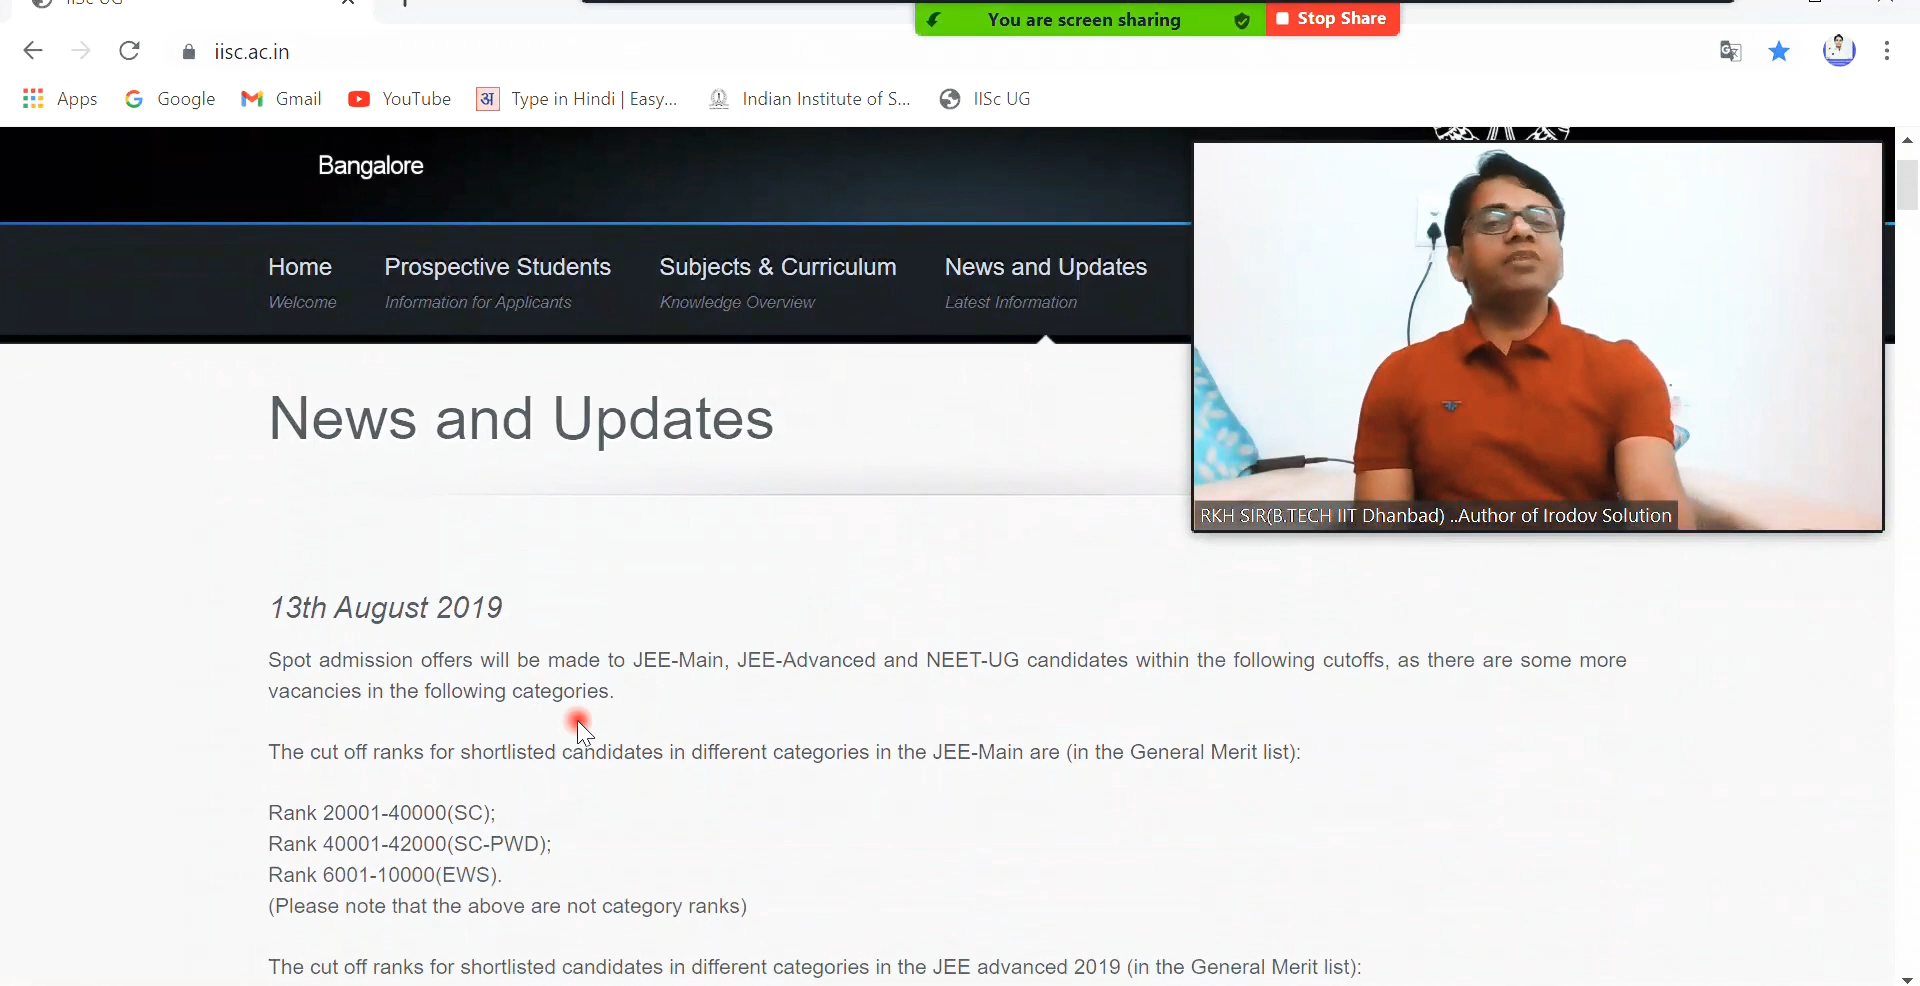 You are screen sharing
Stop Share
iisc.ac.in
Apps
Google
Gmail
YouTube
अ
Type in Hindi | Easy...
Indian Institute of S...
IISc UG
Bangalore
Home
Prospective Students
Subjects & Curriculum
News and Updates
Welcome
Information for Applicants
Knowledge Overview
Latest Information
News and Updates
RKH SIR(B.TECH IIT Dhanbad) ..Author of Irodov Solution
13th August 2019
Spot admission offers will be made to JEE-Main, JEE-Advanced and NEET-UG candidates within the following cutoffs, as there are some more
vacancies in the following categories.
The cut off ranks for shortlisted candidates in different categories in the JEE-Main are (in the General Merit list):
Rank 20001-40000(SC);
Rank 40001-42000(SC-PWD);
Rank 6001-10000(EWS).
(Please note that the above are not category ranks)
The cut off ranks for shortlisted candidates in different categories in the JEE advanced 2019 (in the General Merit list):